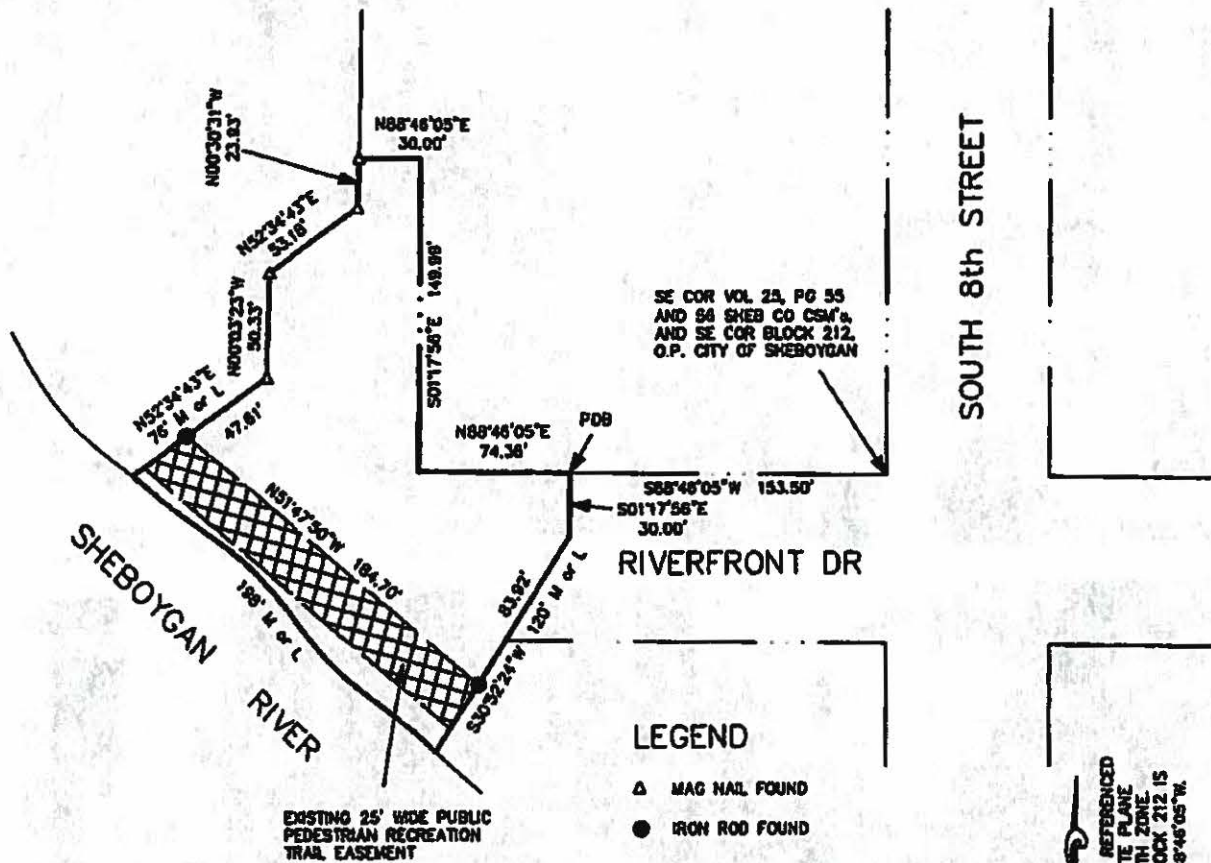 N88°46'05"E
30.00'
N00°30'31"W
23.93'
N52°34'43"E
53.18'
N00°03'23"W
50.33'
S01°17'56"E 149.98'
SE COR VOL 25, PG 55
AND 56 SHEB CO CSM's,
AND SE COR BLOCK 212,
O.P. CITY OF SHEBOYGAN
SOUTH 8th STREET
N52°34'43"E
76' M or L
47.61'
N88°46'05"E
74.36'
POB
S88°46'05"W 153.50'
S01°17'56"E
30.00'
RIVERFRONT DR
N51°47'50"W 184.70'
83.92'
120' M or L
S30°52'24"W
198' M or L
SHEBOYGAN
RIVER
LEGEND
△ MAG NAIL FOUND
● IRON ROD FOUND
EXISTING 25' WIDE PUBLIC
PEDESTRIAN RECREATION
TRAIL EASEMENT
REFERENCED
TE PLANE
TH ZONE.
OCK 212 IS
46'05"W.